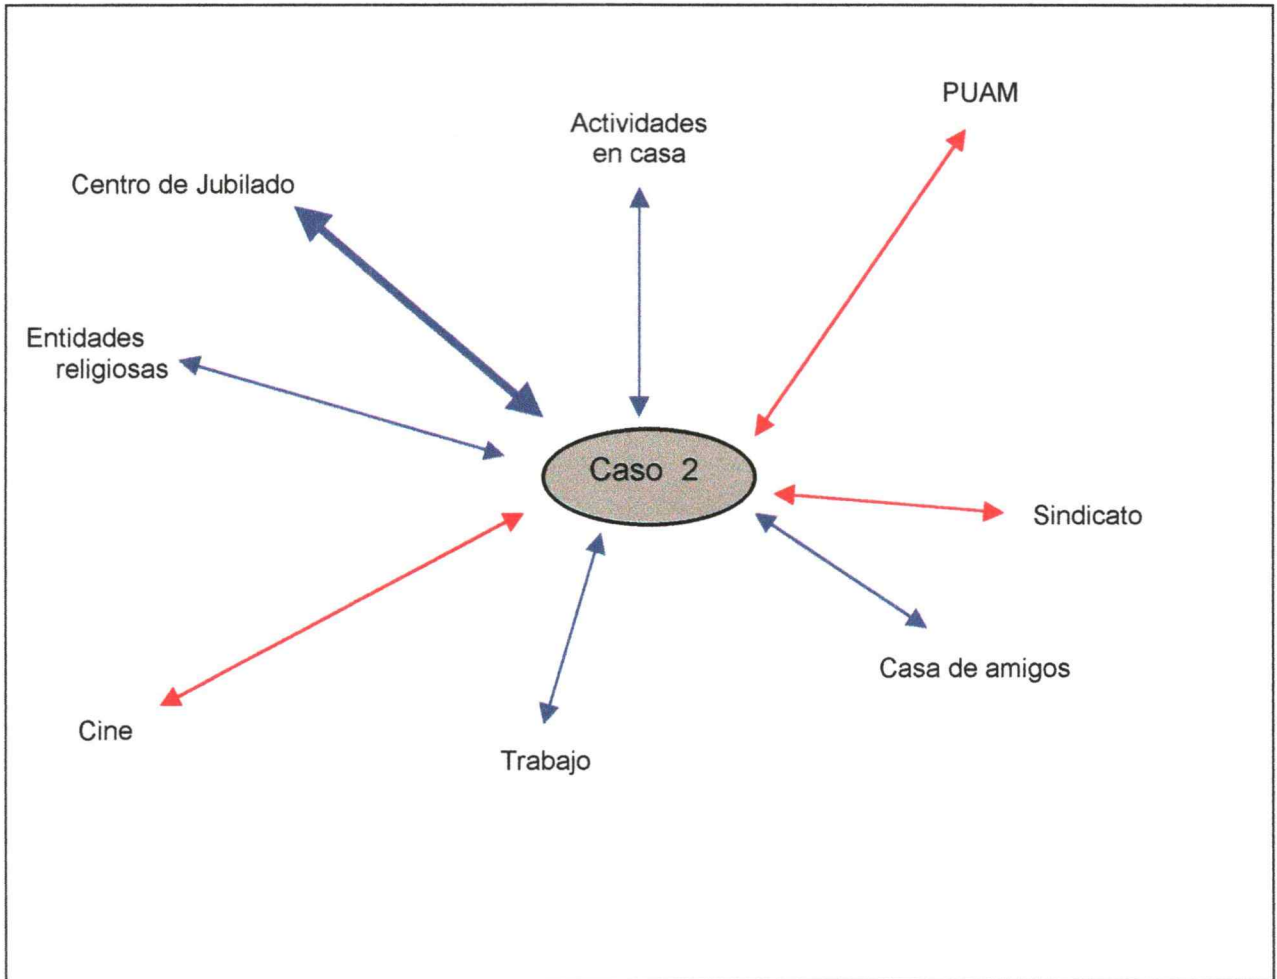 PUAM
Actividades
en casa
Centro de Jubilado
Entidades
religiosas
Caso 2
Sindicato
Casa de amigos
Cine
Trabajo